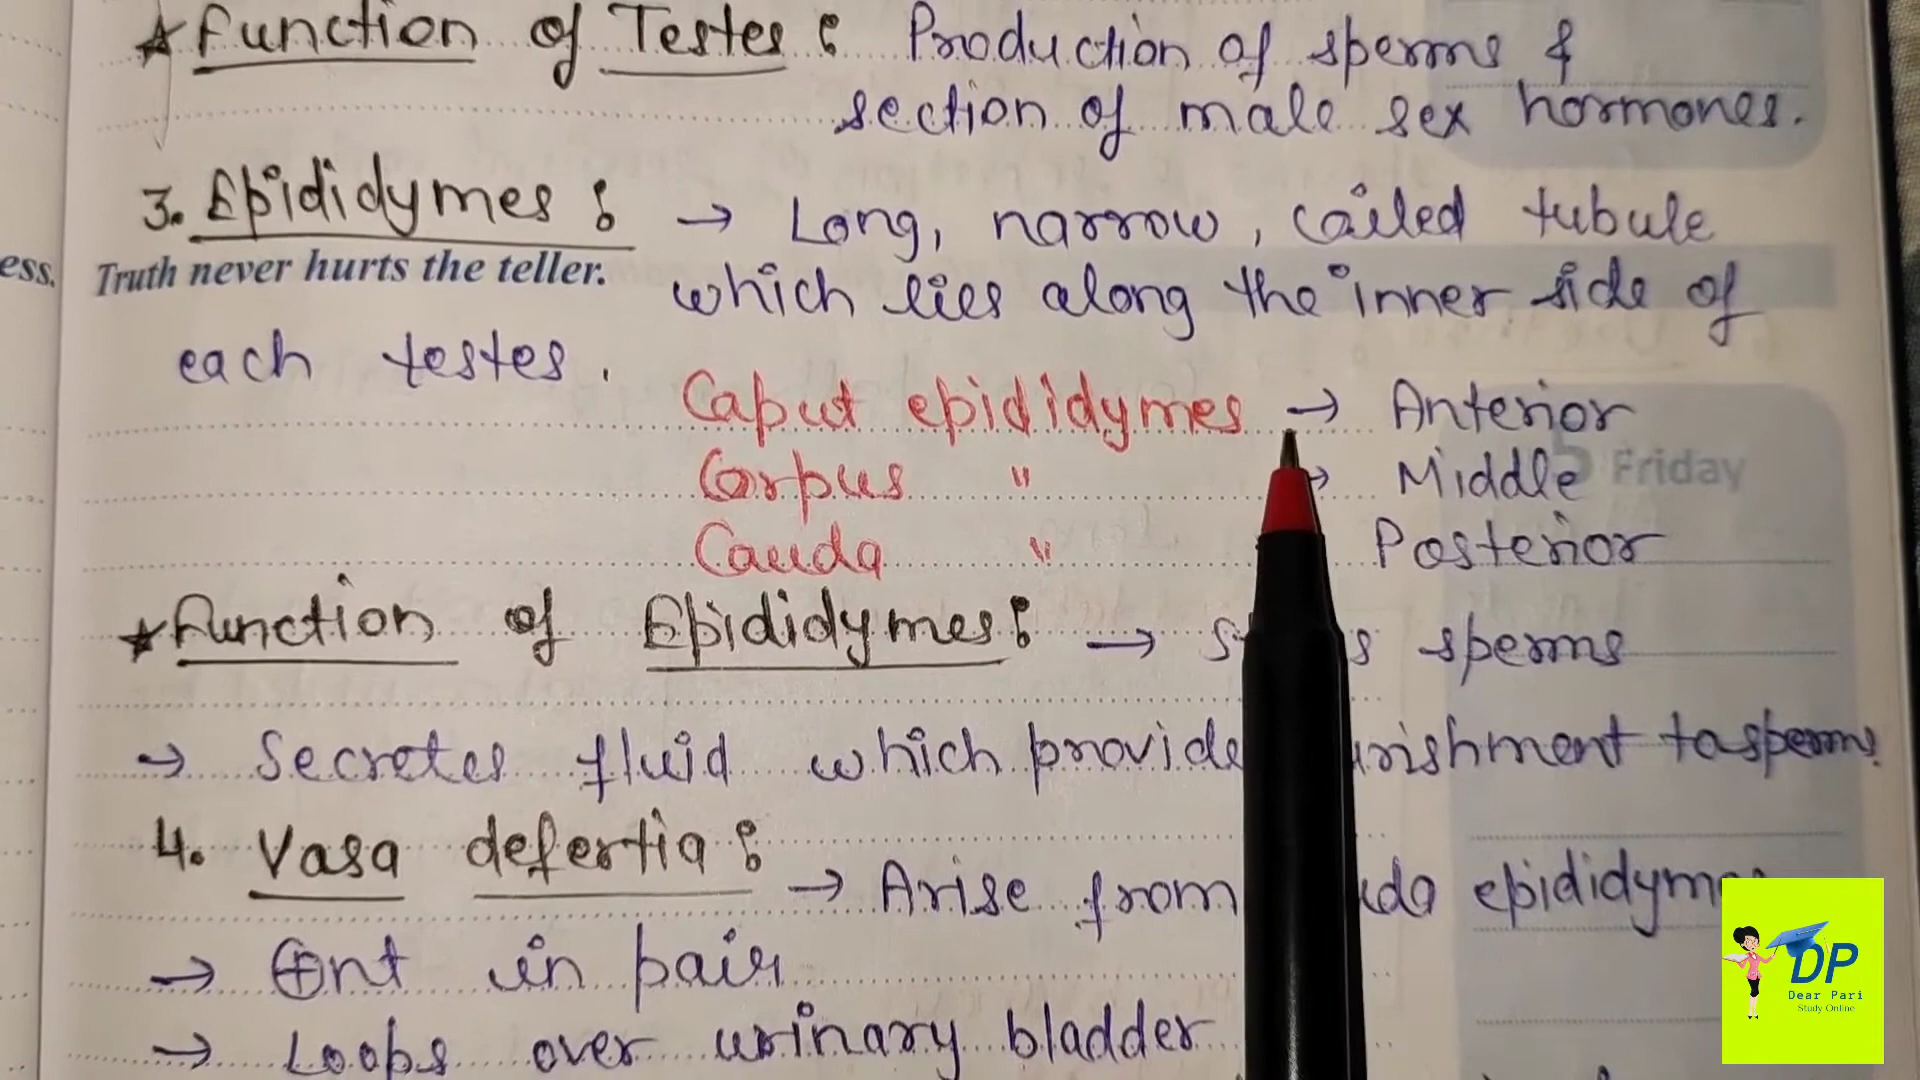 ★ Function of Testes : Production of sperms &
section of male sex hormones.
3. Epididymes : → Long, narrow, coiled tubule
ess. Truth never hurts the teller.
which lies along the inner side of
each testes.
Caput epididymes → Anterior
Corpus " → Middle
5 Friday
Cauda " Posterior
★ Function of Epididymes : → sperms
→ Secretes fluid which provide to sperms.
4. Vasa defertia :
→ Arise from epididymes
→ ⊕nt in pair
→ Loops over urinary bladder
DP
Dear Pari
Study Online